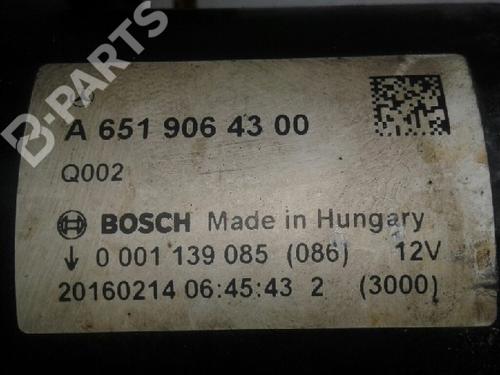 B-PARTS
A 651 906 43 00
Q002
BOSCH Made in Hungary
0 001 139 085 (086) 12V
20160214 06:45:43 2 (3000)